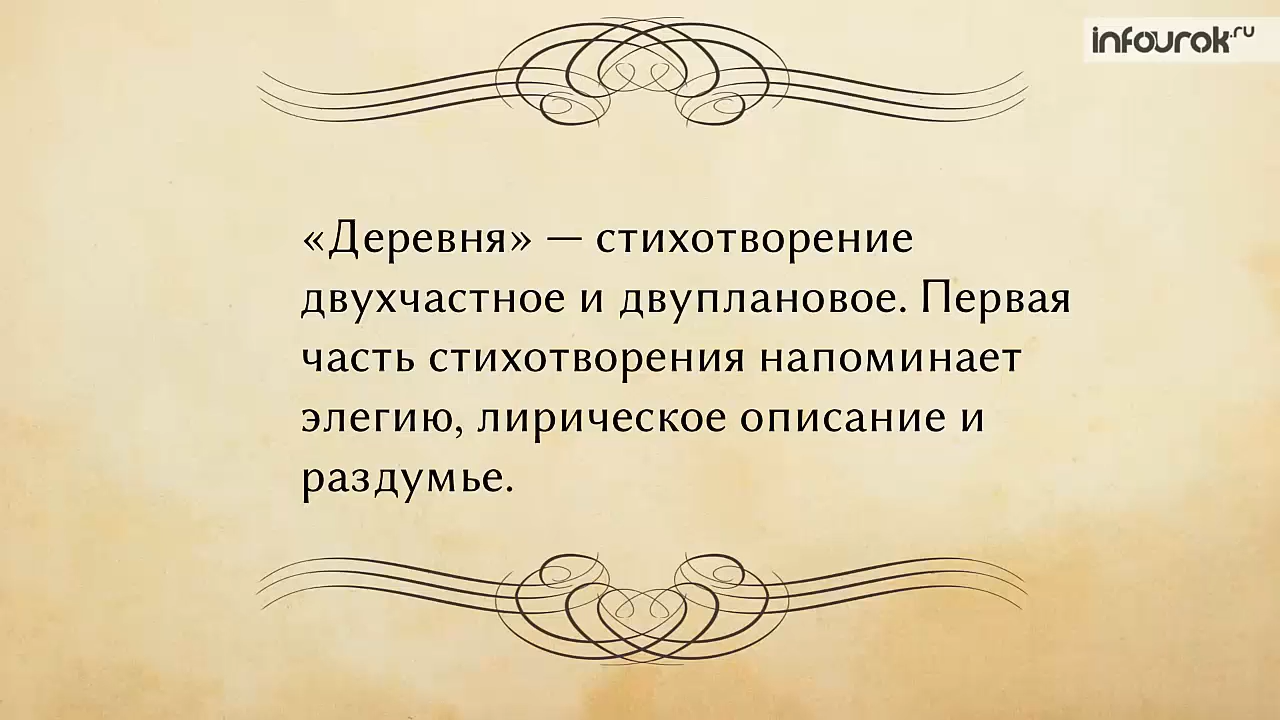 infourok.ru
«Деревня» — стихотворение
двухчастное и двуплановое. Первая
часть стихотворения напоминает
элегию, лирическое описание и
раздумье.